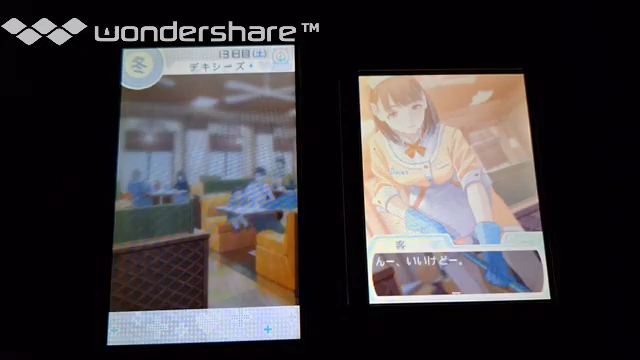 wondershare™
冬
13日目(土)
デキシーズ
客
んー、いいけどー。